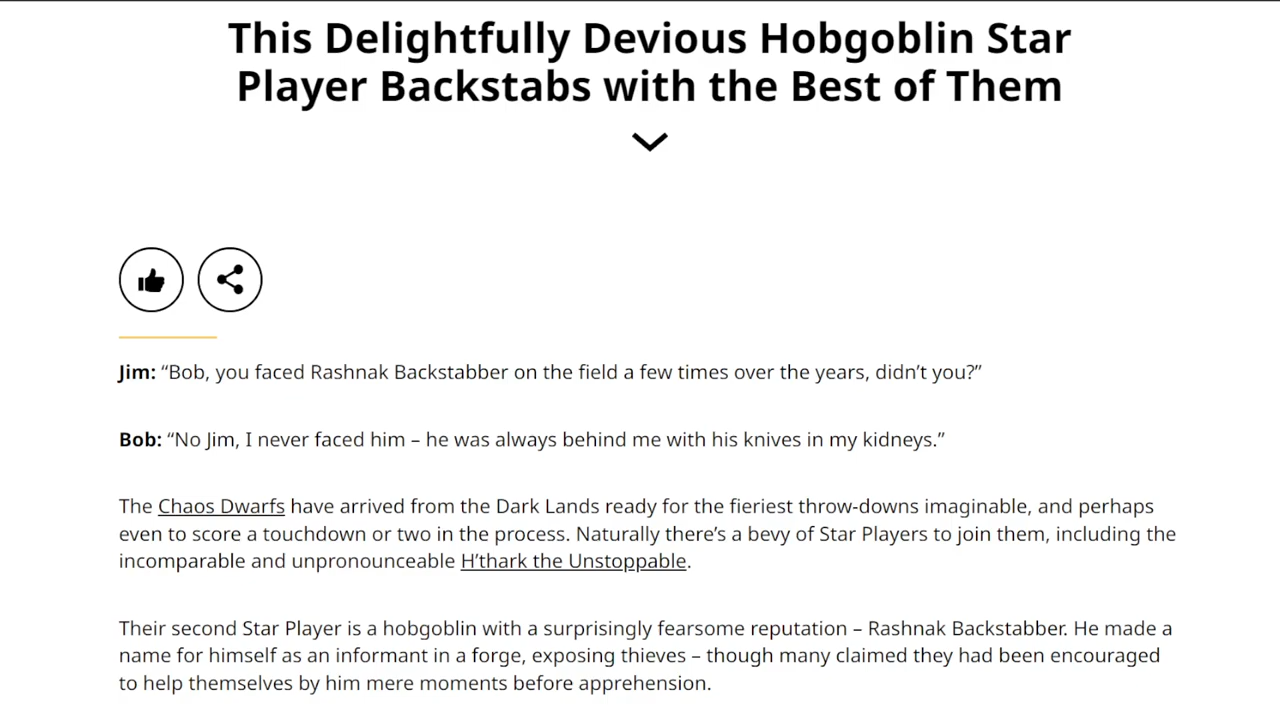 This Delightfully Devious Hobgoblin Star
Player Backstabs with the Best of Them
Jim: “Bob, you faced Rashnak Backstabber on the field a few times over the years, didn’t you?”
Bob: “No Jim, I never faced him – he was always behind me with his knives in my kidneys.”
The Chaos Dwarfs have arrived from the Dark Lands ready for the fieriest throw-downs imaginable, and perhaps
even to score a touchdown or two in the process. Naturally there’s a bevy of Star Players to join them, including the
incomparable and unpronounceable H’thark the Unstoppable.
Their second Star Player is a hobgoblin with a surprisingly fearsome reputation – Rashnak Backstabber. He made a
name for himself as an informant in a forge, exposing thieves – though many claimed they had been encouraged
to help themselves by him mere moments before apprehension.